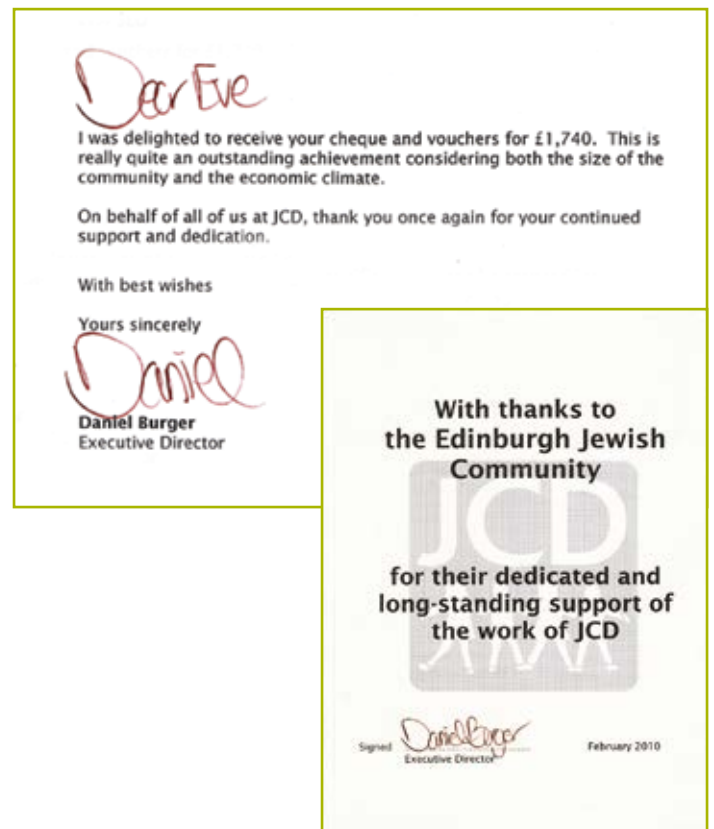 Dear Eve
I was delighted to receive your cheque and vouchers for £1,740.  This is
really quite an outstanding achievement considering both the size of the
community and the economic climate.
On behalf of all of us at JCD, thank you once again for your continued
support and dedication.
With best wishes
Yours sincerely
Daniel
Daniel Burger
Executive Director
With thanks to
the Edinburgh Jewish
Community
JCD
for their dedicated and
long-standing support of
the work of JCD
Signed Daniel Burger February 2010
Executive Director